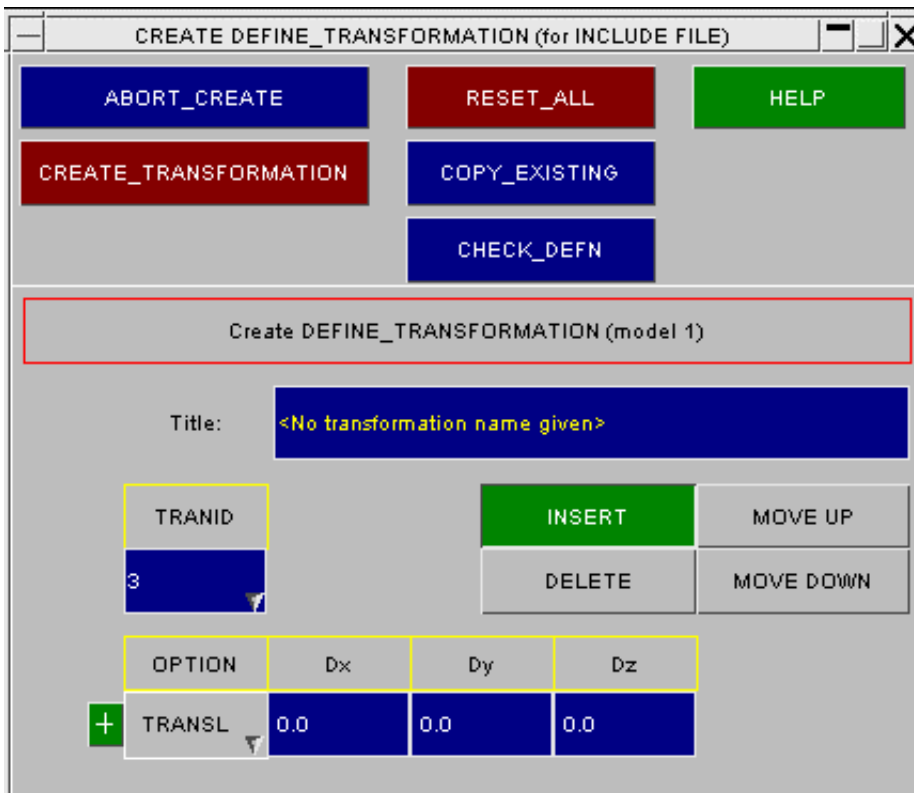 CREATE DEFINE_TRANSFORMATION (for INCLUDE FILE)
ABORT_CREATE RESET_ALL HELP
CREATE_TRANSFORMATION COPY_EXISTING
CHECK_DEFN
Create DEFINE_TRANSFORMATION (model 1)
Title: <No transformation name given>
TRANID INSERT MOVE UP
3 DELETE MOVE DOWN
OPTION Dx Dy Dz
+ TRANSL 0.0 0.0 0.0